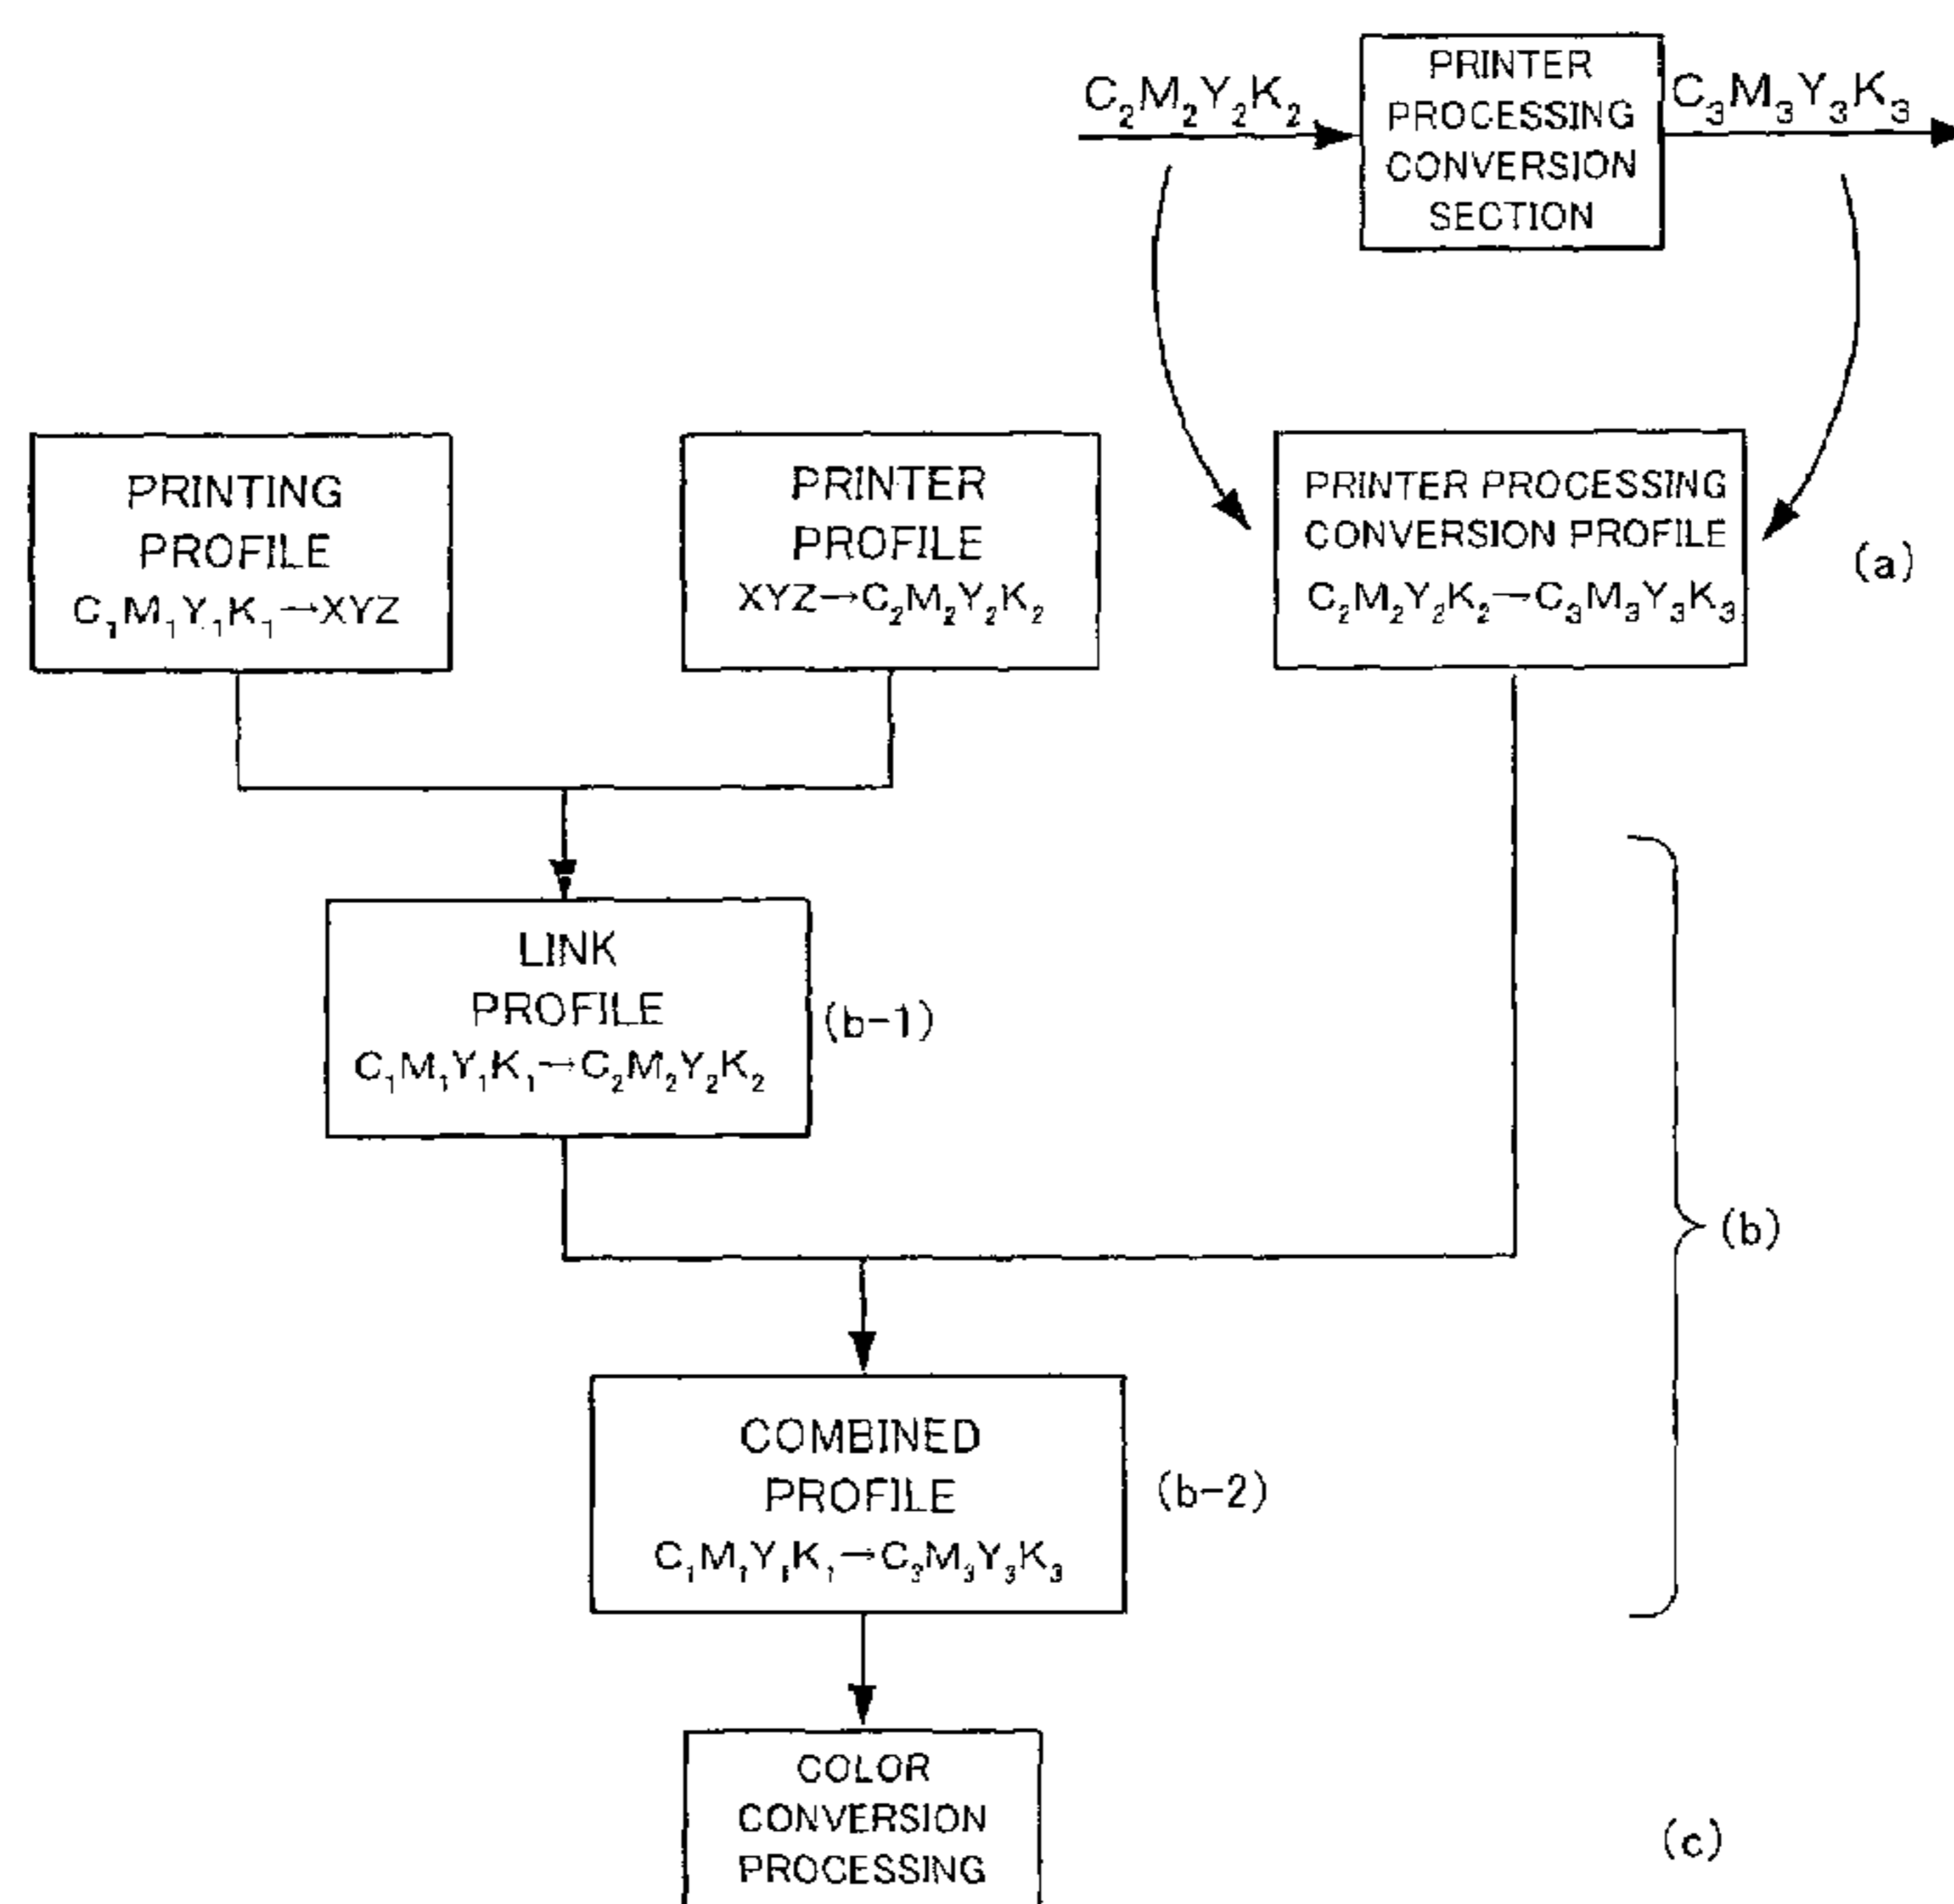 PRINTER
PROCESSING
CONVERSION
SECTION
C₂M₂Y₂K₂
C₃M₃Y₃K₃
PRINTING
PROFILE
C₁M₁Y₁K₁→XYZ
PRINTER
PROFILE
XYZ→C₂M₂Y₂K₂
PRINTER PROCESSING
CONVERSION PROFILE
C₂M₂Y₂K₂→C₃M₃Y₃K₃
(a)
LINK
PROFILE
C₁M₁Y₁K₁→C₂M₂Y₂K₂
(b-1)
(b)
COMBINED
PROFILE
C₁M₁Y₁K₁→C₃M₃Y₃K₃
(b-2)
COLOR
CONVERSION
PROCESSING
(c)